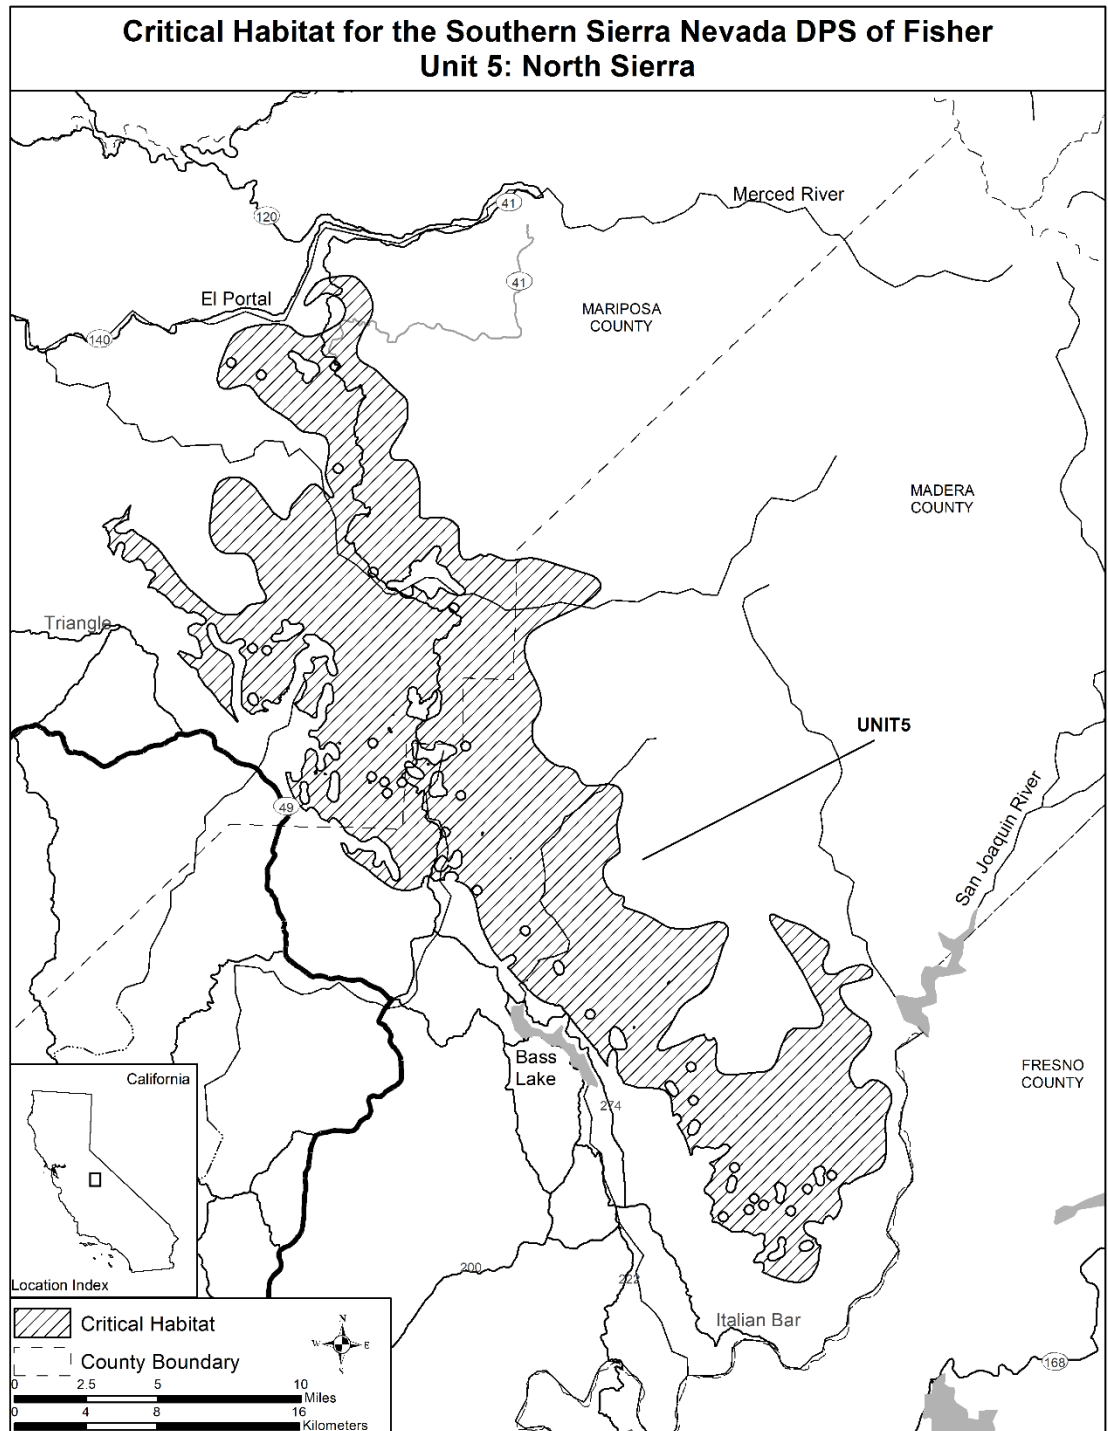 Critical Habitat for the Southern Sierra Nevada DPS of Fisher
Unit 5: North Sierra
Merced River
41
120
41
El Portal
MARIPOSA
COUNTY
140
MADERA
COUNTY
Triangle
UNIT5
49
San Joaquin River
Bass
Lake
FRESNO
COUNTY
California
274
Location Index
200
222
Italian Bar
168
Critical Habitat
County Boundary
N
W
E
S
0
2.5
5
10
Miles
0
4
8
16
Kilometers